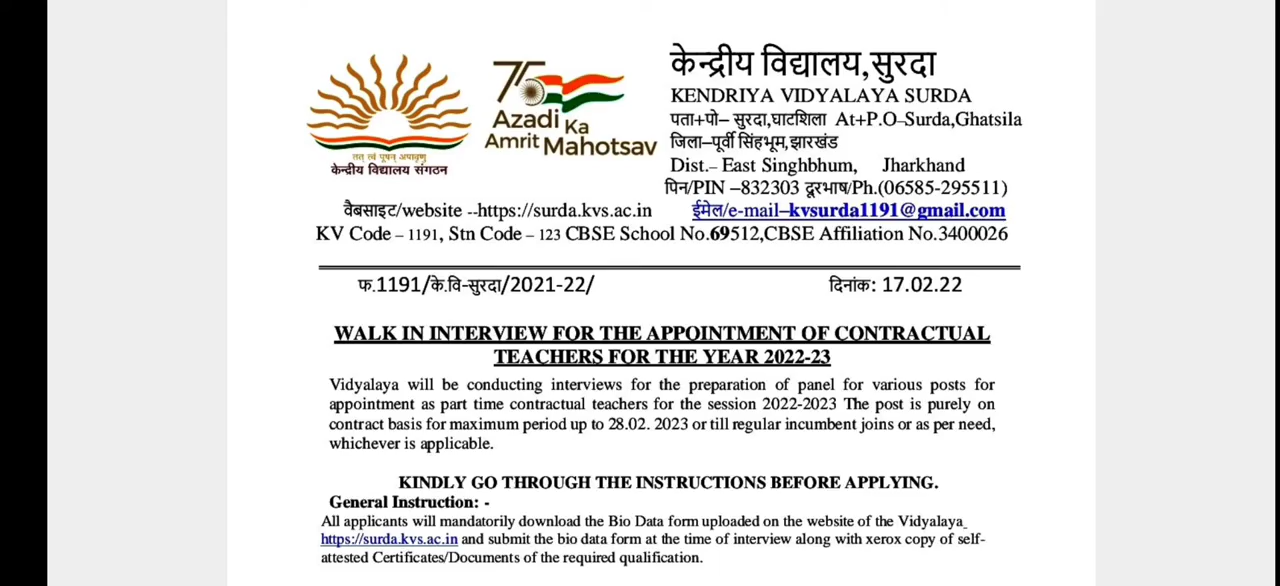 केन्द्रीय विद्यालय,सुरदा
75
Azadi Ka
Amrit Mahotsav
KENDRIYA VIDYALAYA SURDA
पता+पो– सुरदा,घाटशिला At+P.O–Surda,Ghatsila
जिला–पूर्वी सिंहभूम,झारखंड
तत् त्वं पूषन् अपावृणु
केन्द्रीय विद्यालय संगठन
Dist.– East Singhbhum, Jharkhand
पिन/PIN –832303 दूरभाष/Ph.(06585-295511)
वैबसाइट/website --https://surda.kvs.ac.in ईमेल/e-mail–kvsurda1191@gmail.com
KV Code – 1191, Stn Code – 123 CBSE School No.69512,CBSE Affiliation No.3400026
फ.1191/के.वि-सुरदा/2021-22/ दिनांक: 17.02.22
WALK IN INTERVIEW FOR THE APPOINTMENT OF CONTRACTUAL
TEACHERS FOR THE YEAR 2022-23
Vidyalaya will be conducting interviews for the preparation of panel for various posts for
appointment as part time contractual teachers for the session 2022-2023 The post is purely on
contract basis for maximum period up to 28.02. 2023 or till regular incumbent joins or as per need,
whichever is applicable.
KINDLY GO THROUGH THE INSTRUCTIONS BEFORE APPLYING.
General Instruction: -
All applicants will mandatorily download the Bio Data form uploaded on the website of the Vidyalaya
https://surda.kvs.ac.in and submit the bio data form at the time of interview along with xerox copy of self-
attested Certificates/Documents of the required qualification.